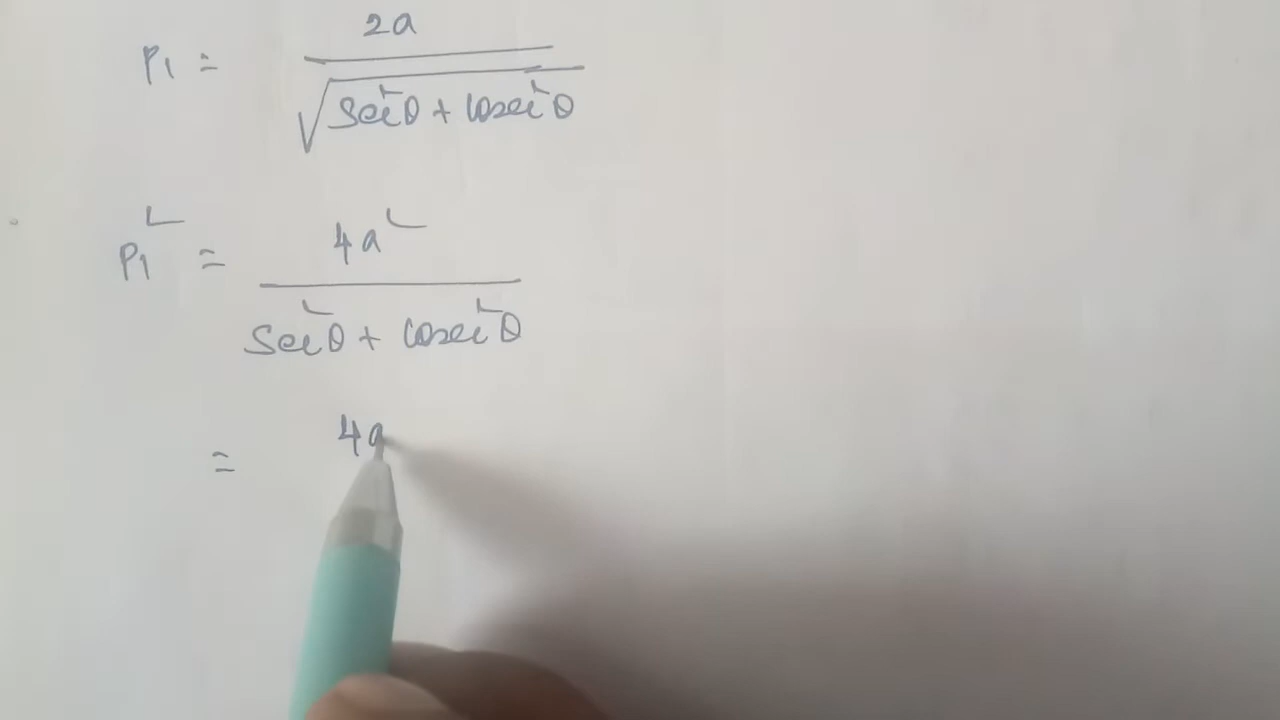 P1 = 2a / √(sec²θ + cosec²θ)
P1² = 4a² / (sec²θ + cosec²θ)
= 4a